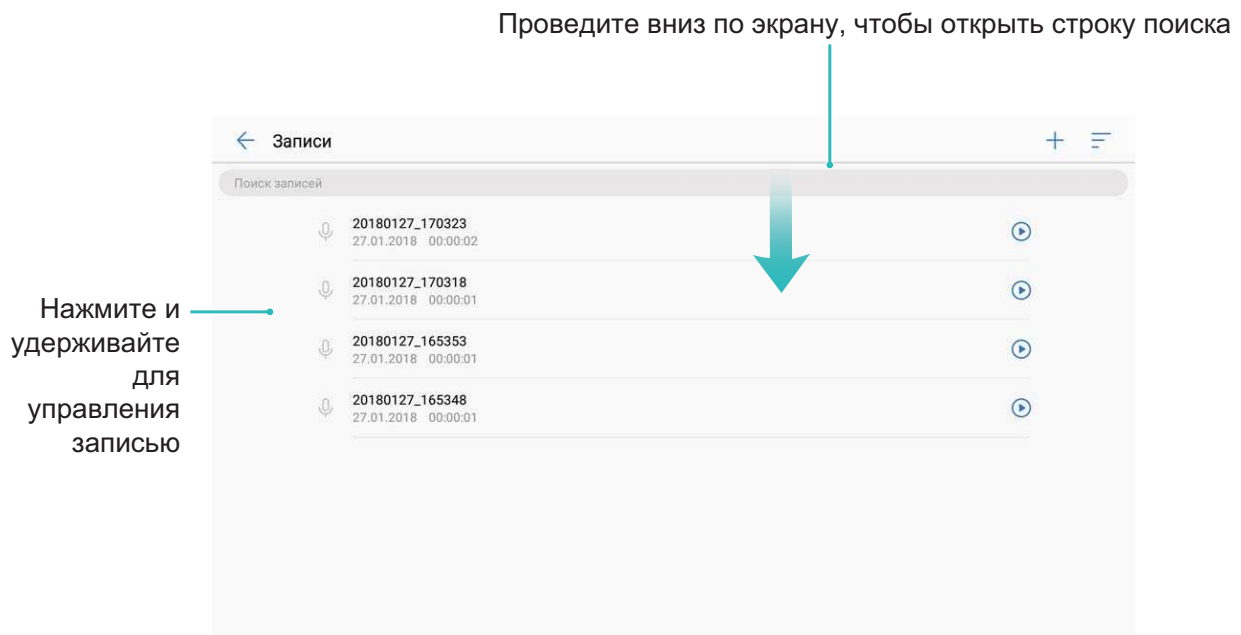 Проведите вниз по экрану, чтобы открыть строку поиска
Записи
Поиск записей
20180127_170323
27.01.2018 00:00:02
20180127_170318
27.01.2018 00:00:01
Нажмите и
удерживайте
для
управления
записью
20180127_165353
27.01.2018 00:00:01
20180127_165348
27.01.2018 00:00:01